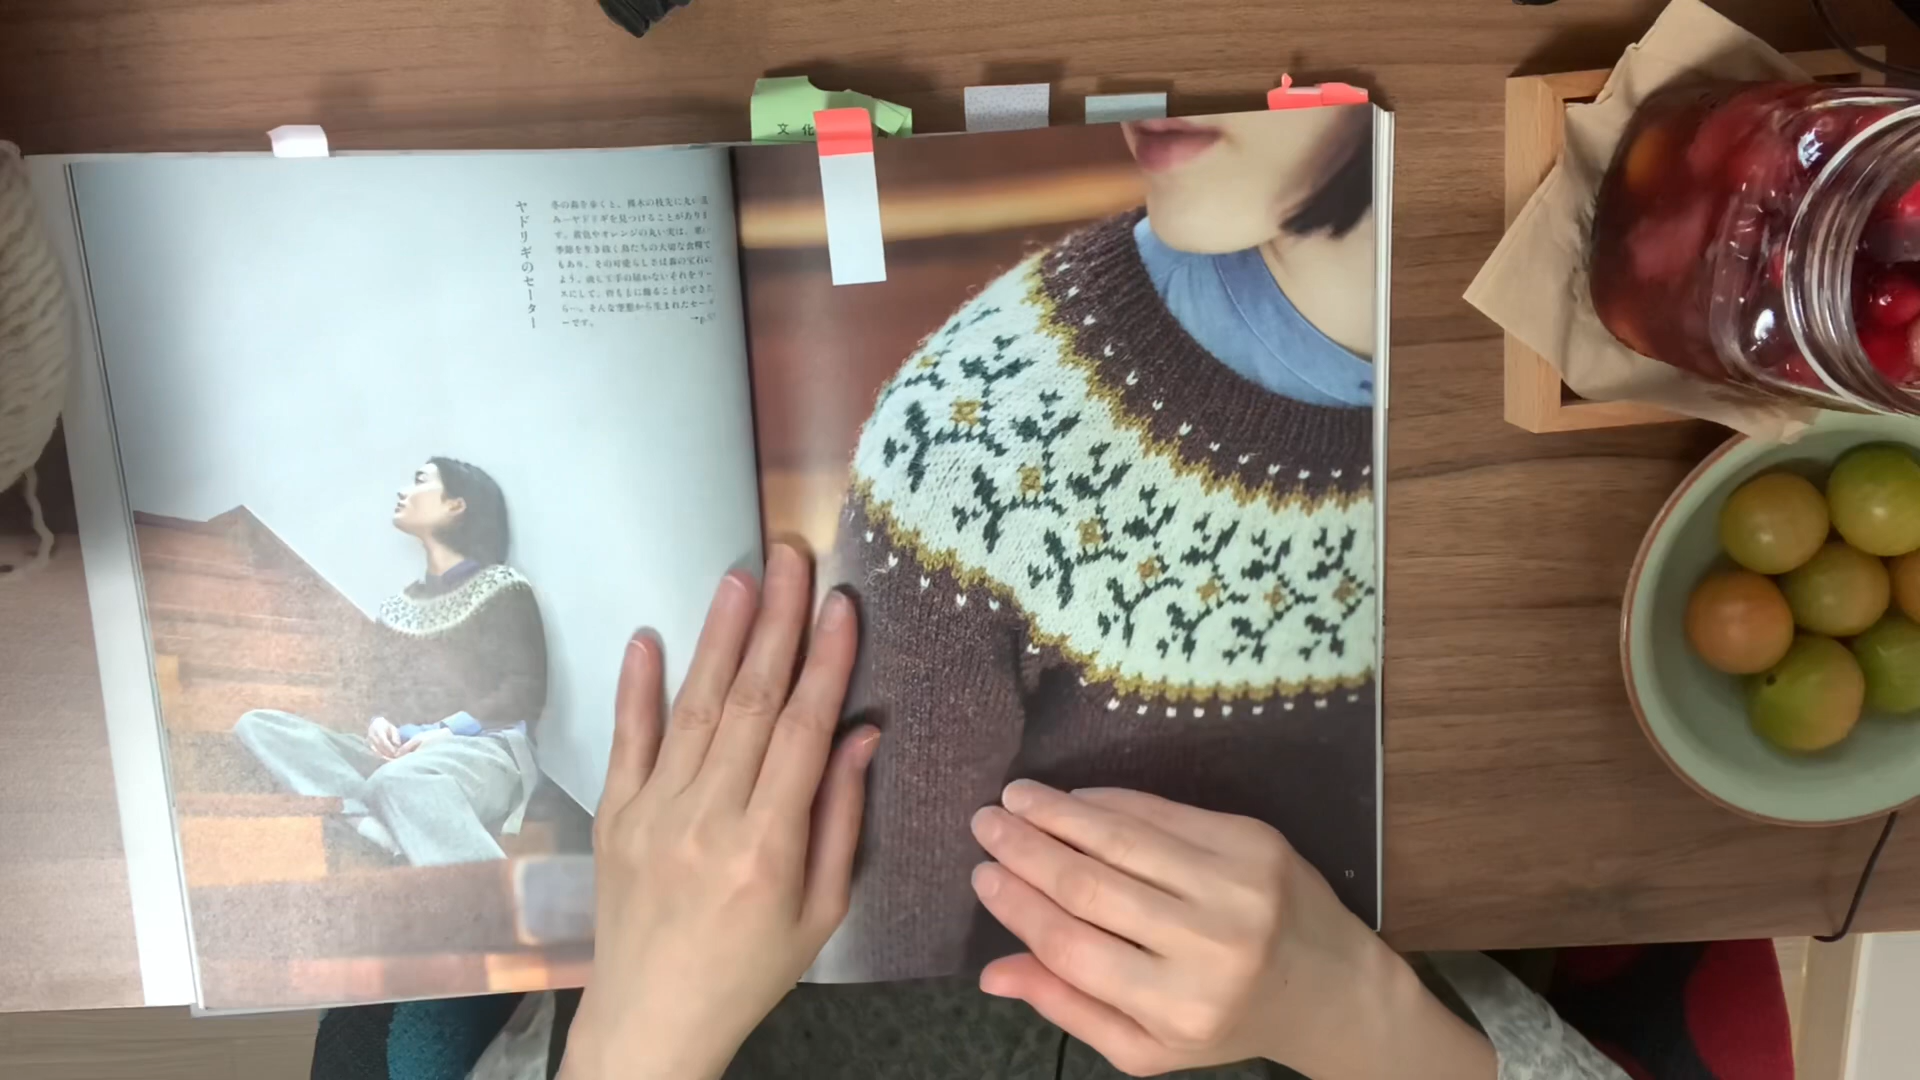 文化
ヤドリギのセーター
冬の森を歩くと、樹木の枝先に丸い茂
み―ヤドリギを見つけることがありま
す。黄色やオレンジの丸い実は、寒い
季節を生き抜く鳥たちの大切な食糧で
もあり、その可愛らしさは森の宝石の
よう。決して手の届かないそれをリー
スにして、持ち主に飾ることができた
ら…。そんな空想から生まれたセータ
ーです。
13